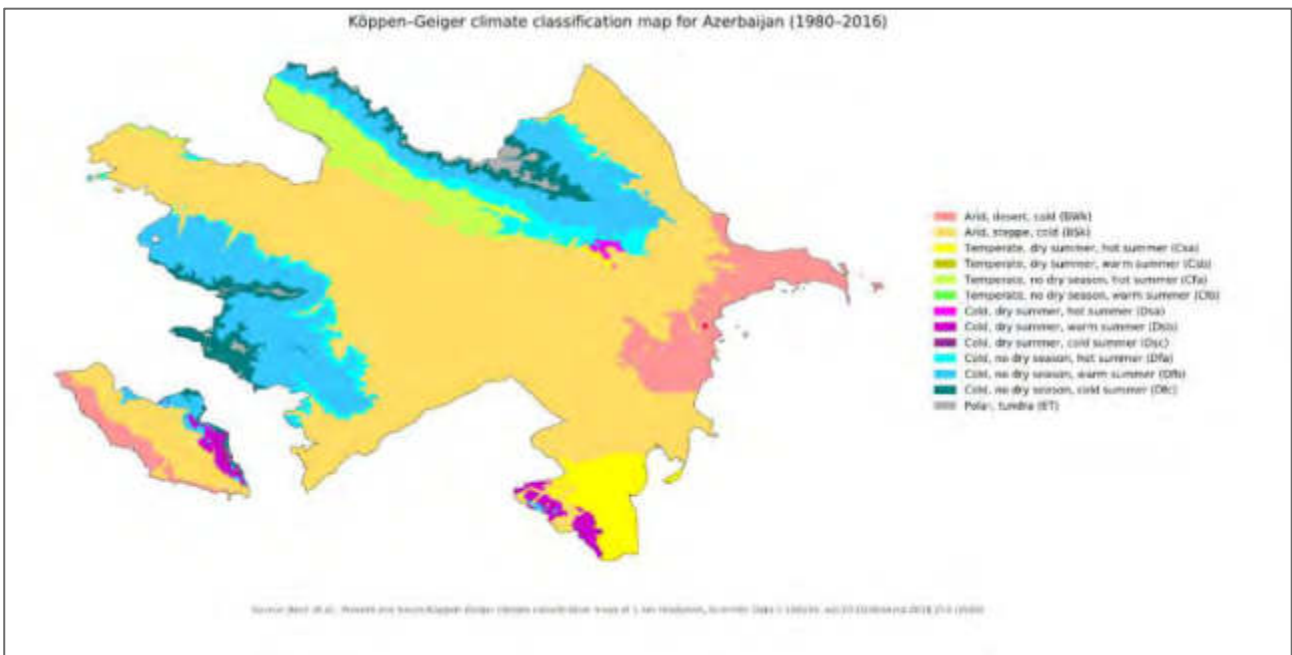 Köppen–Geiger climate classification map for Azerbaijan (1980–2016)
Arid, desert, cold (BWk)
Arid, steppe, cold (BSk)
Temperate, dry summer, hot summer (Csa)
Temperate, dry summer, warm summer (Csb)
Temperate, no dry season, hot summer (Cfa)
Temperate, no dry season, warm summer (Cfb)
Cold, dry summer, hot summer (Dsa)
Cold, dry summer, warm summer (Dsb)
Cold, dry summer, cold summer (Dsc)
Cold, no dry season, hot summer (Dfa)
Cold, no dry season, warm summer (Dfb)
Cold, no dry season, cold summer (Dfc)
Polar, tundra (ET)